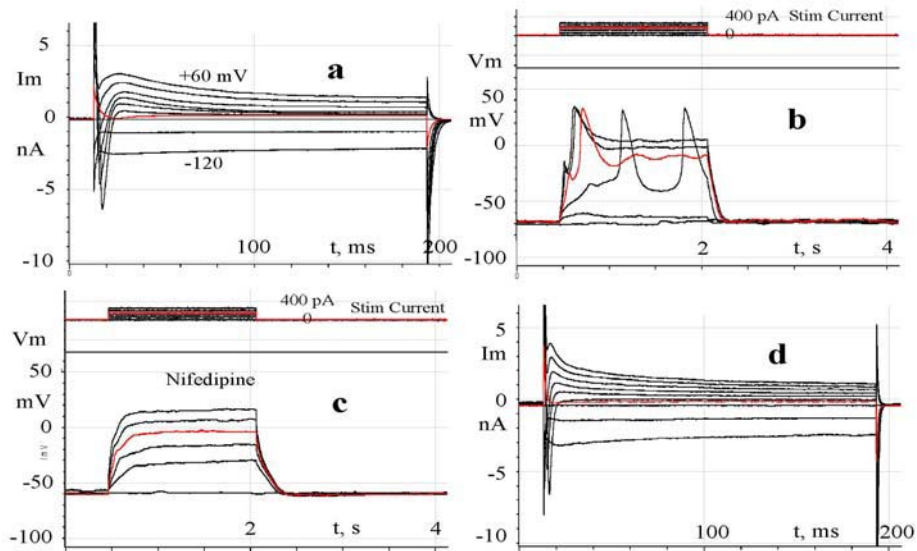 5
Im
a
+60 mV
0
nA
-120
-5
100
t, ms
200
-10
0
400 pA Stim Current
0
Vm
50
mV
b
0
-50
2
t, s
4
-100
400 pA
Stim Current
0
Vm
50
Nifedipine
mV
c
0
-50
2
t, s
4
-100
5
Im
d
0
nA
-5
100
t, ms
200
-10